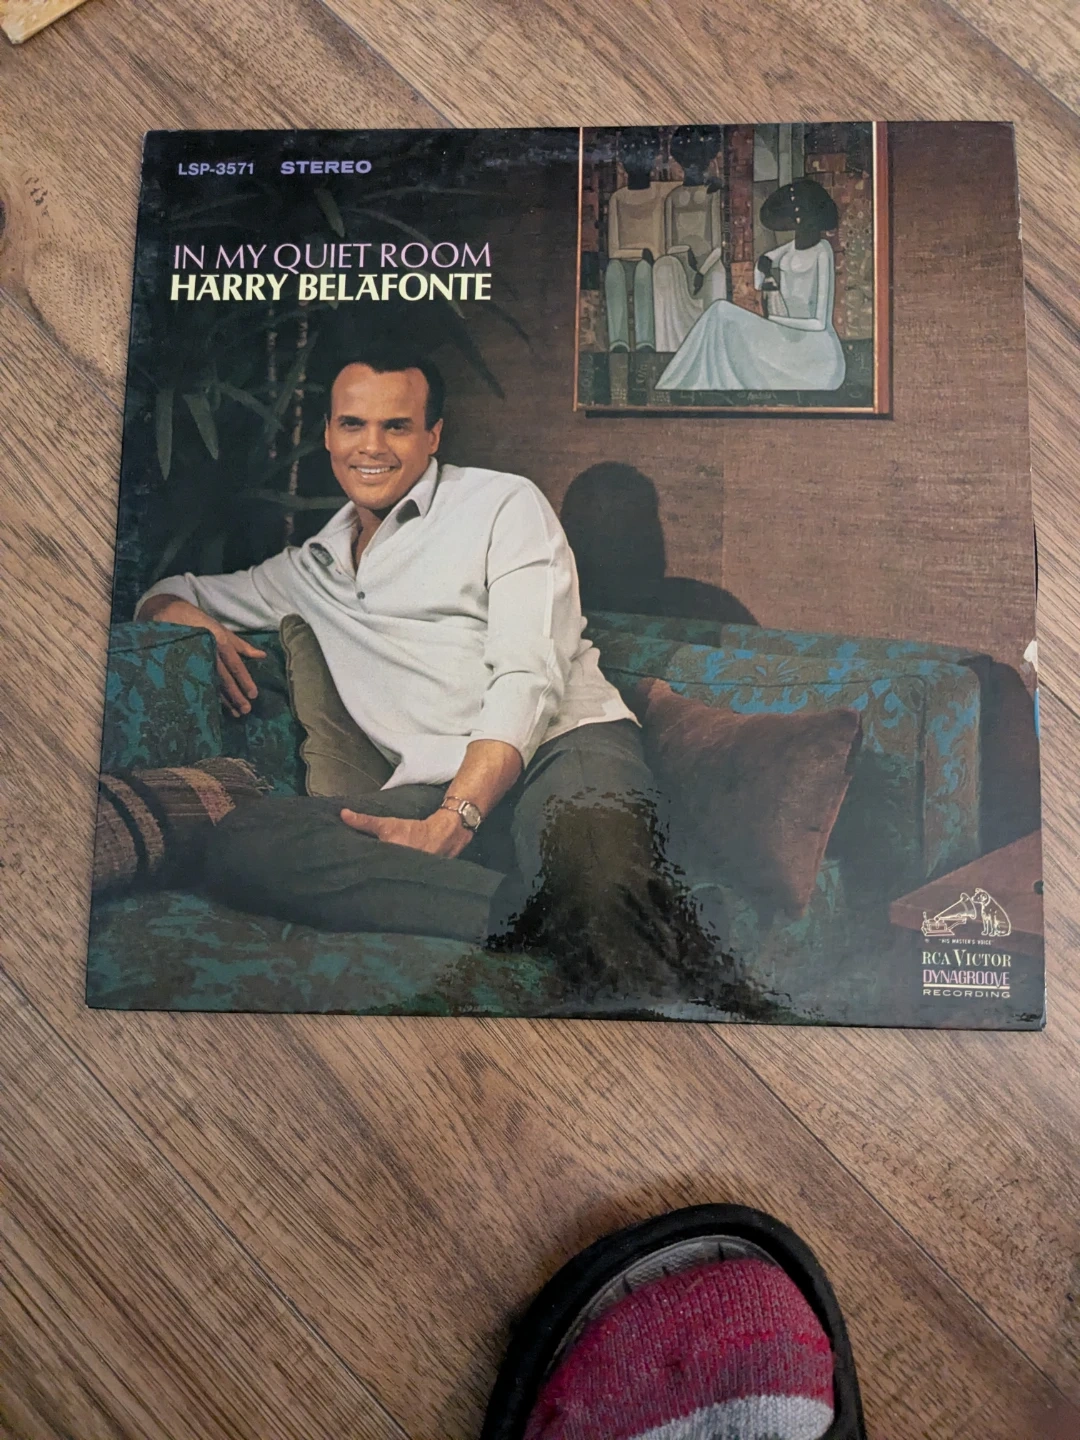 LSP-3571 STEREO
IN MY QUIET ROOM
HARRY BELAFONTE
"HIS MASTER'S VOICE"
RCA VICTOR
DYNAGROOVE
RECORDING